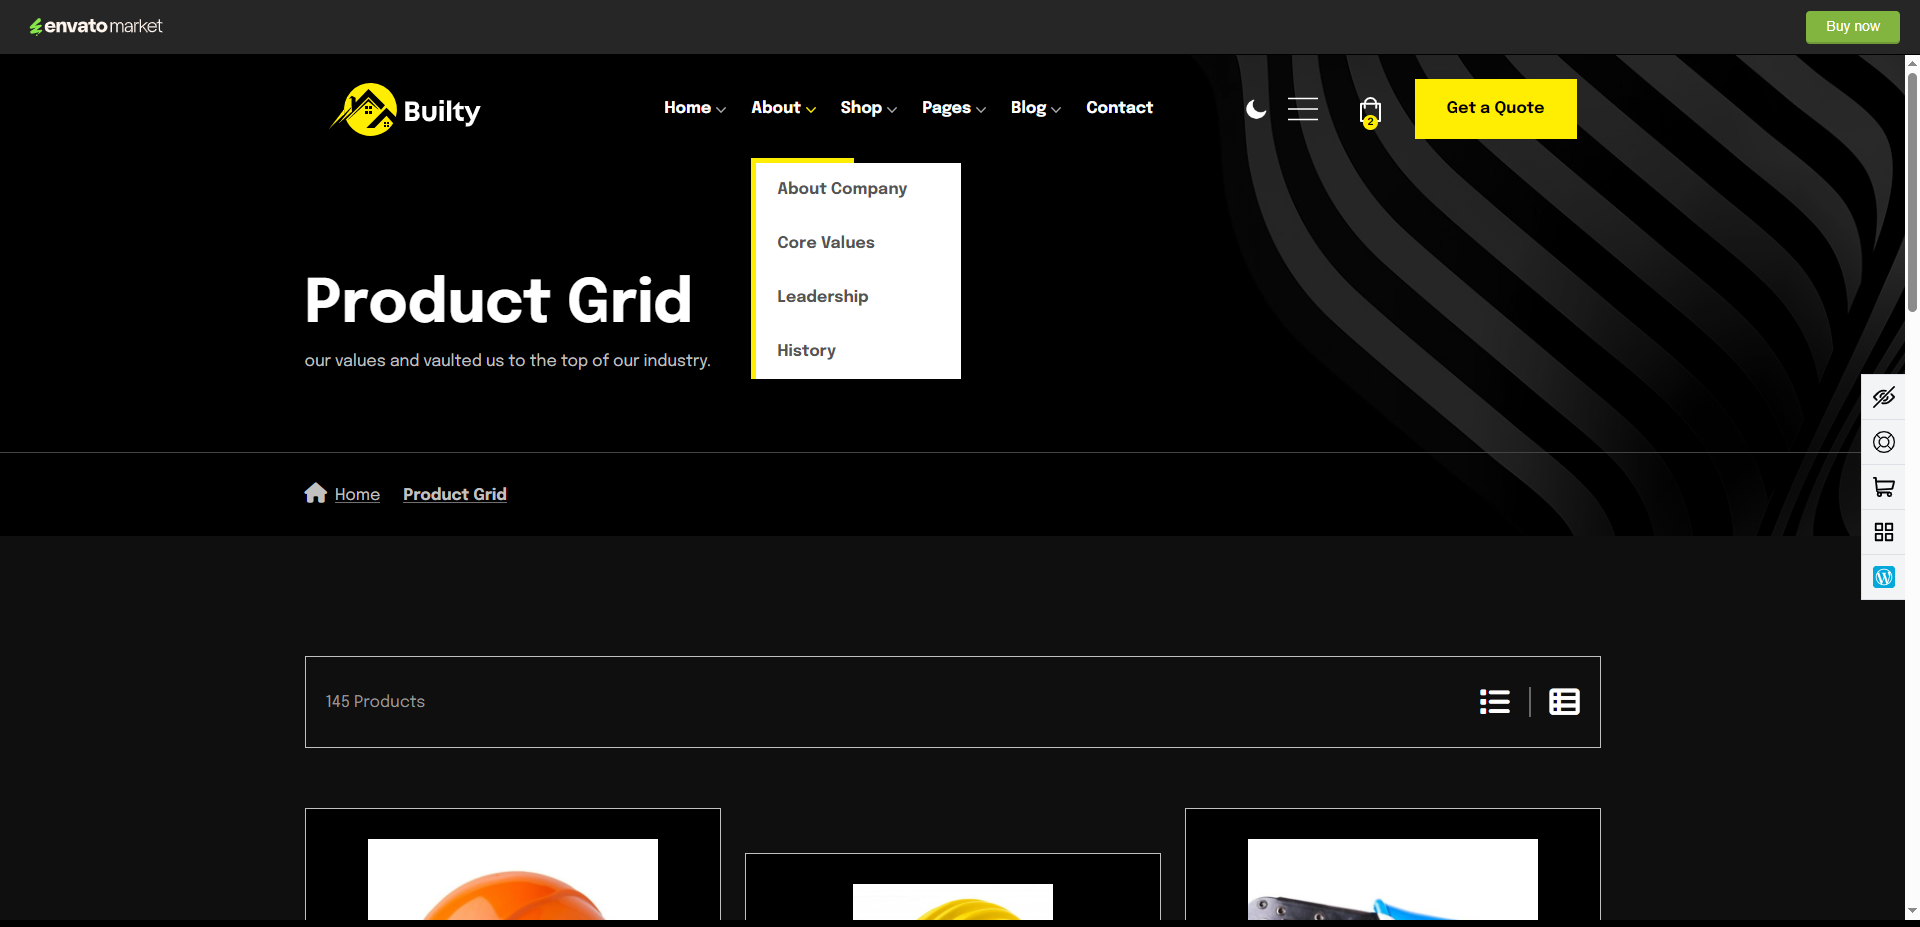 envato market
Buy now
Builty
Home About Shop Pages Blog Contact
2
Get a Quote
About Company
Core Values
Leadership
History
Product Grid
our values and vaulted us to the top of our industry.
Home Product Grid
145 Products